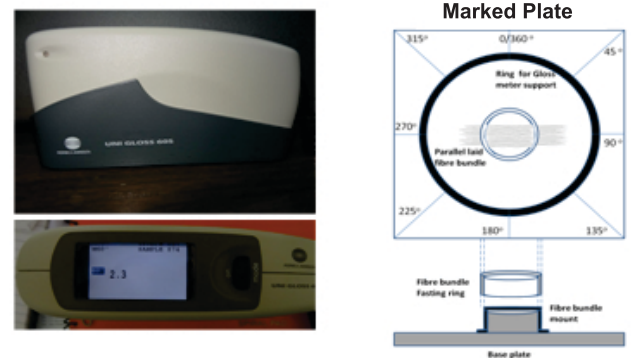 Marked Plate
315°
0/360 °
45 °
Ring for Gloss
meter support
270°
90 °
Parallel laid
fibre bundle
225°
180°
135°
UNI GLOSS 60S
2.3
Fibre bundle
Fasting ring
Fibre bundle
mount
Base plate